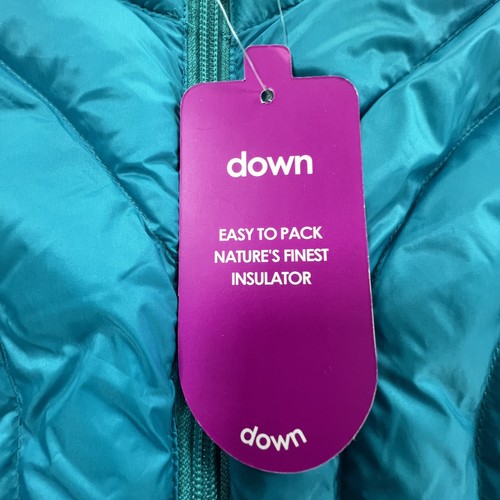 down
EASY TO PACK
NATURE'S FINEST
INSULATOR
down